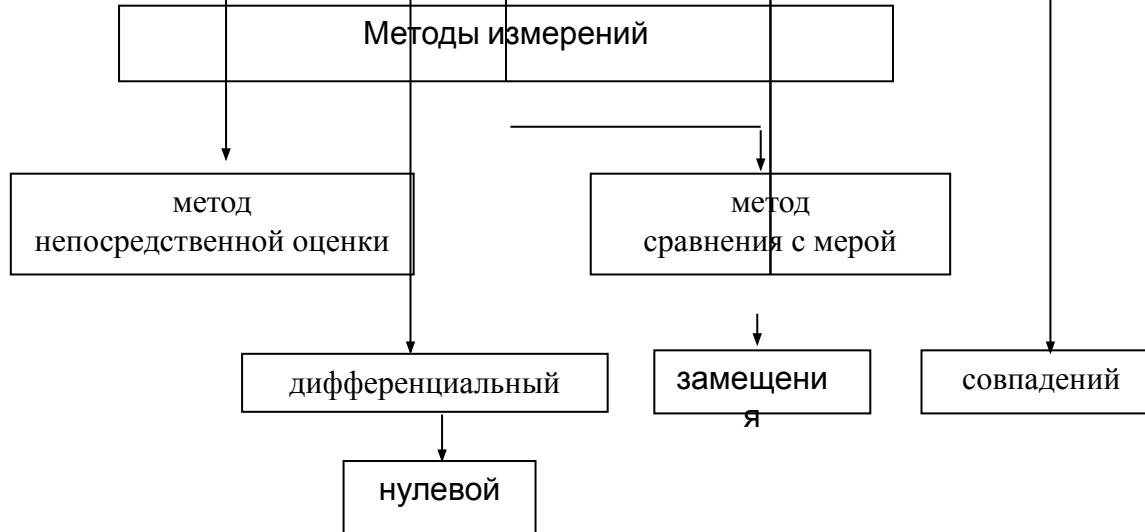 Методы измерений
метод
непосредственной оценки
метод
сравнения с мерой
дифференциальный
замещени
я
совпадений
нулевой